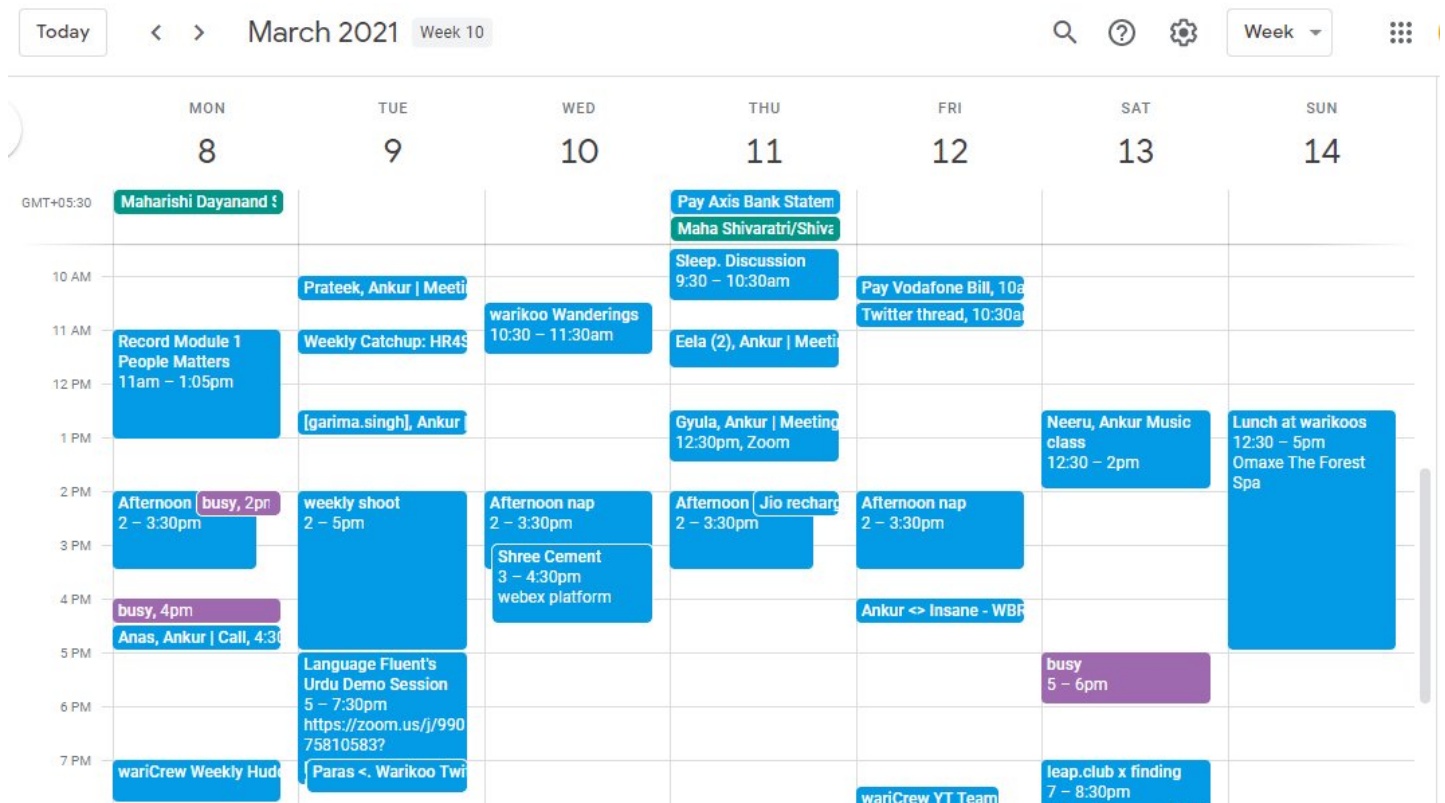 Today
March 2021
Week 10
Week
MON
8
TUE
9
WED
10
THU
11
FRI
12
SAT
13
SUN
14
GMT+05:30
Maharishi Dayanand S
Pay Axis Bank Statem
Maha Shivaratri/Shiva
10 AM
11 AM
12 PM
1 PM
2 PM
3 PM
4 PM
5 PM
6 PM
7 PM
Record Module 1
People Matters
11am – 1:05pm
Afternoon
2 – 3:30pm
busy, 2pm
busy, 4pm
Anas, Ankur | Call, 4:30
wariCrew Weekly Hudd
Prateek, Ankur | Meetin
Weekly Catchup: HR4S
[garima.singh], Ankur |
weekly shoot
2 – 5pm
Language Fluent's
Urdu Demo Session
5 – 7:30pm
https://zoom.us/j/990
75810583?
Paras <. Warikoo Twi
warikoo Wanderings
10:30 – 11:30am
Afternoon nap
2 – 3:30pm
Shree Cement
3 – 4:30pm
webex platform
Sleep. Discussion
9:30 – 10:30am
Eela (2), Ankur | Meetin
Gyula, Ankur | Meeting
12:30pm, Zoom
Afternoon
2 – 3:30pm
Jio recharg
Pay Vodafone Bill, 10a
Twitter thread, 10:30a
Afternoon nap
2 – 3:30pm
Ankur <> Insane - WBR
wariCrew YT Team
Neeru, Ankur Music
class
12:30 – 2pm
busy
5 – 6pm
leap.club x finding
7 – 8:30pm
Lunch at warikoos
12:30 – 5pm
Omaxe The Forest
Spa